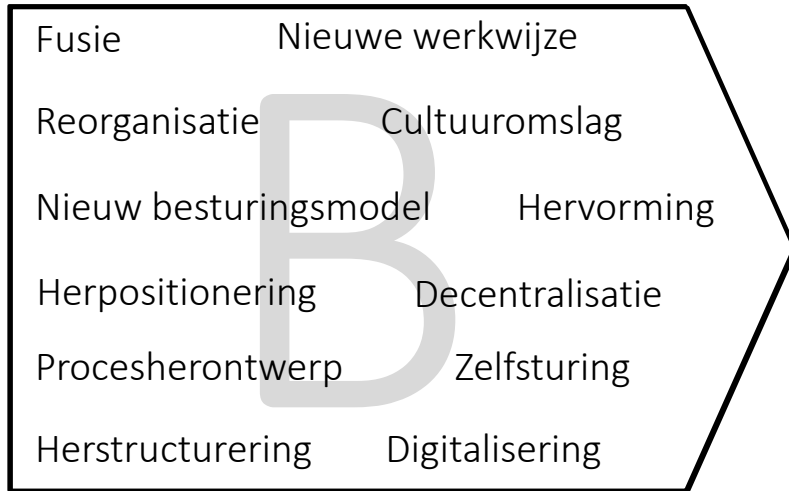 Fusie Nieuwe werkwijze
Reorganisatie Cultuuromslag
Nieuw besturingsmodel Hervorming
Herpositionering Decentralisatie
Procesherontwerp Zelfsturing
Herstructurering Digitalisering
B